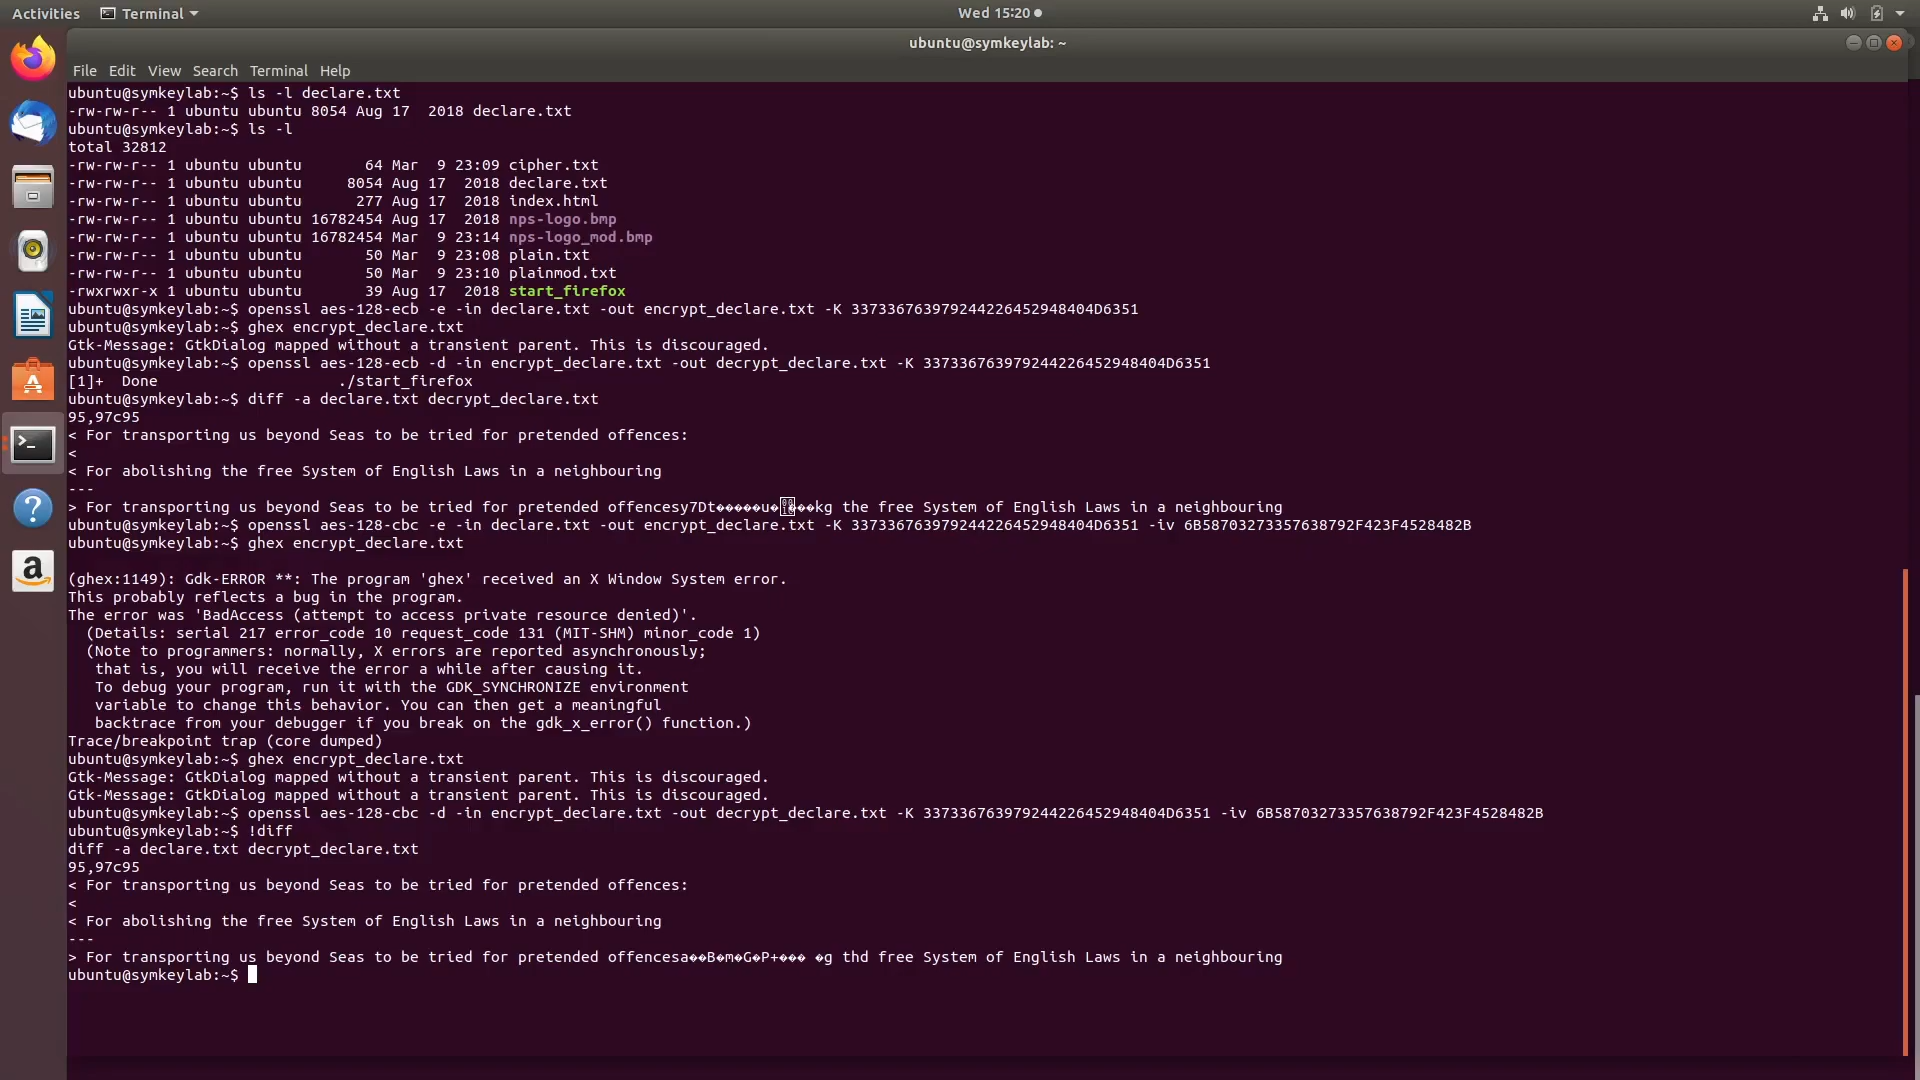 Activities Terminal Wed 15:20
ubuntu@symkeylab: ~
File Edit View Search Terminal Help
ubuntu@symkeylab:~$ ls -l declare.txt
-rw-rw-r-- 1 ubuntu ubuntu 8054 Aug 17  2018 declare.txt
ubuntu@symkeylab:~$ ls -l
total 32812
-rw-rw-r-- 1 ubuntu ubuntu       64 Mar  9 23:09 cipher.txt
-rw-rw-r-- 1 ubuntu ubuntu     8054 Aug 17  2018 declare.txt
-rw-rw-r-- 1 ubuntu ubuntu      277 Aug 17  2018 index.html
-rw-rw-r-- 1 ubuntu ubuntu 16782454 Aug 17  2018 nps-logo.bmp
-rw-rw-r-- 1 ubuntu ubuntu 16782454 Mar  9 23:14 nps-logo_mod.bmp
-rw-rw-r-- 1 ubuntu ubuntu       50 Mar  9 23:08 plain.txt
-rw-rw-r-- 1 ubuntu ubuntu       50 Mar  9 23:10 plainmod.txt
-rwxrwxr-x 1 ubuntu ubuntu       39 Aug 17  2018 start_firefox
ubuntu@symkeylab:~$ openssl aes-128-ecb -e -in declare.txt -out encrypt_declare.txt -K 337336763979244226452948404D6351
ubuntu@symkeylab:~$ ghex encrypt_declare.txt
Gtk-Message: GtkDialog mapped without a transient parent. This is discouraged.
ubuntu@symkeylab:~$ openssl aes-128-ecb -d -in encrypt_declare.txt -out decrypt_declare.txt -K 337336763979244226452948404D6351
[1]+  Done                    ./start_firefox
ubuntu@symkeylab:~$ diff -a declare.txt decrypt_declare.txt
95,97c95
< For transporting us beyond Seas to be tried for pretended offences:
<
< For abolishing the free System of English Laws in a neighbouring
---
> For transporting us beyond Seas to be tried for pretended offencesy7Dt�����u���kg the free System of English Laws in a neighbouring
ubuntu@symkeylab:~$ openssl aes-128-cbc -e -in declare.txt -out encrypt_declare.txt -K 337336763979244226452948404D6351 -iv 6B58703273357638792F423F4528482B
ubuntu@symkeylab:~$ ghex encrypt_declare.txt
(ghex:1149): Gdk-ERROR **: The program 'ghex' received an X Window System error.
This probably reflects a bug in the program.
The error was 'BadAccess (attempt to access private resource denied)'.
  (Details: serial 217 error_code 10 request_code 131 (MIT-SHM) minor_code 1)
  (Note to programmers: normally, X errors are reported asynchronously;
   that is, you will receive the error a while after causing it.
   To debug your program, run it with the GDK_SYNCHRONIZE environment
   variable to change this behavior. You can then get a meaningful
   backtrace from your debugger if you break on the gdk_x_error() function.)
Trace/breakpoint trap (core dumped)
ubuntu@symkeylab:~$ ghex encrypt_declare.txt
Gtk-Message: GtkDialog mapped without a transient parent. This is discouraged.
Gtk-Message: GtkDialog mapped without a transient parent. This is discouraged.
ubuntu@symkeylab:~$ openssl aes-128-cbc -d -in encrypt_declare.txt -out decrypt_declare.txt -K 337336763979244226452948404D6351 -iv 6B58703273357638792F423F4528482B
ubuntu@symkeylab:~$ !diff
diff -a declare.txt decrypt_declare.txt
95,97c95
< For transporting us beyond Seas to be tried for pretended offences:
<
< For abolishing the free System of English Laws in a neighbouring
---
> For transporting us beyond Seas to be tried for pretended offencesa��B�m�G�P+��� �g thd free System of English Laws in a neighbouring
ubuntu@symkeylab:~$